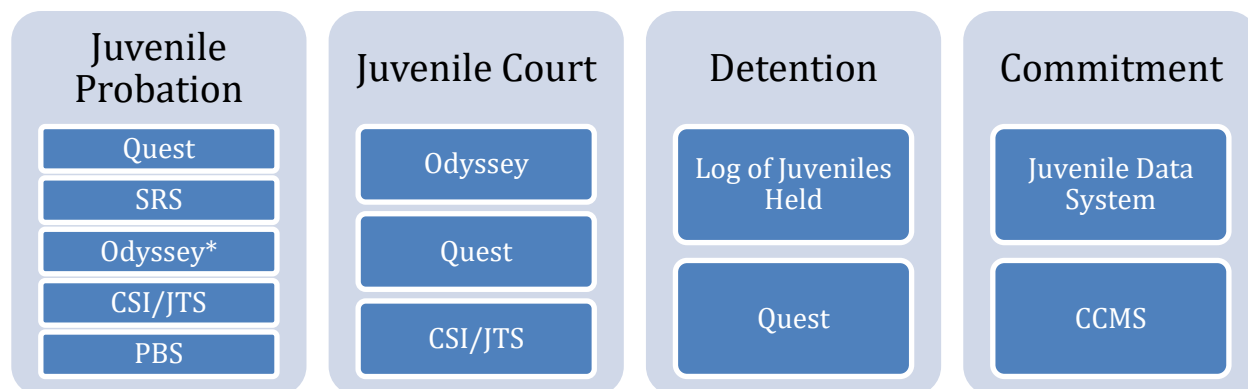 Juvenile
Probation
Quest
SRS
Odyssey*
CSI/JTS
PBS
Juvenile Court
Odyssey
Quest
CSI/JTS
Detention
Log of Juveniles
Held
Quest
Commitment
Juvenile Data
System
CCMS